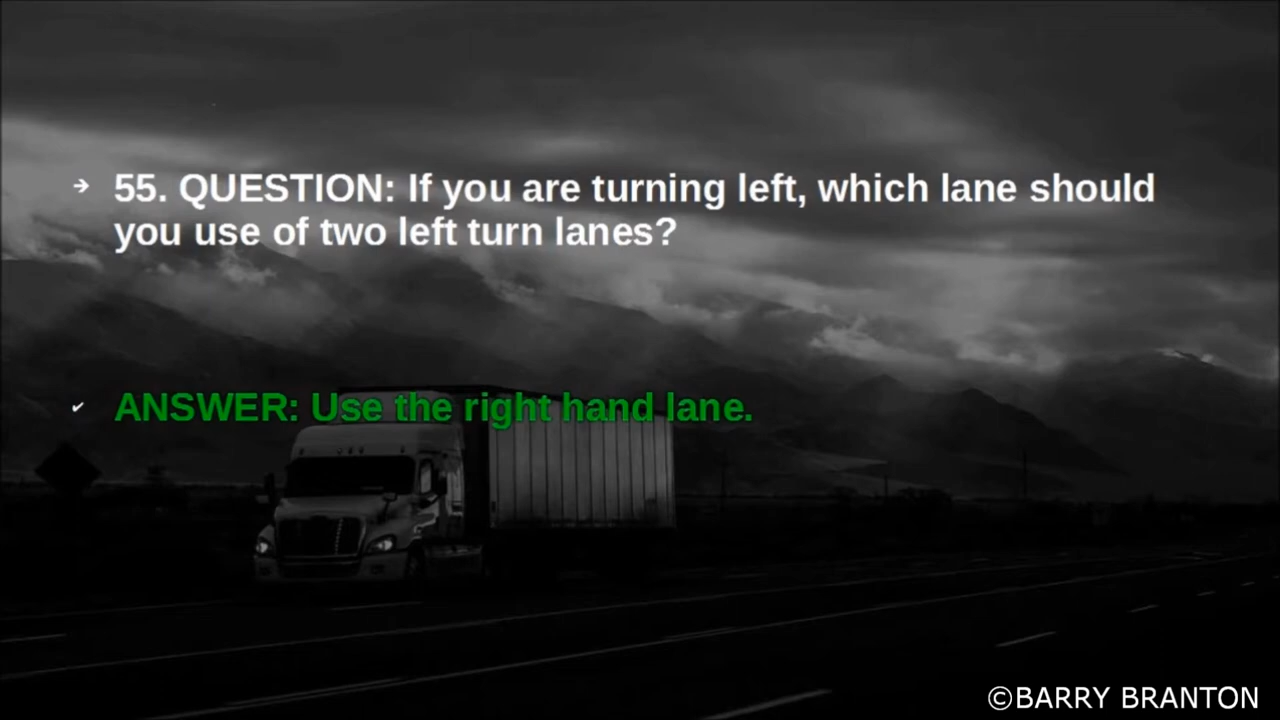 55. QUESTION: If you are turning left, which lane should
you use of two left turn lanes?
ANSWER: Use the right hand lane.
©BARRY BRANTON